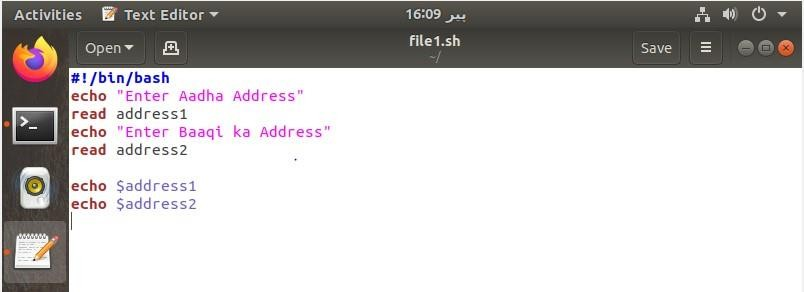 Activities Text Editor 16:09 پیر
Open file1.sh Save
~/
#!/bin/bash
echo "Enter Aadha Address"
read address1
echo "Enter Baaqi ka Address"
read address2
echo $address1
echo $address2